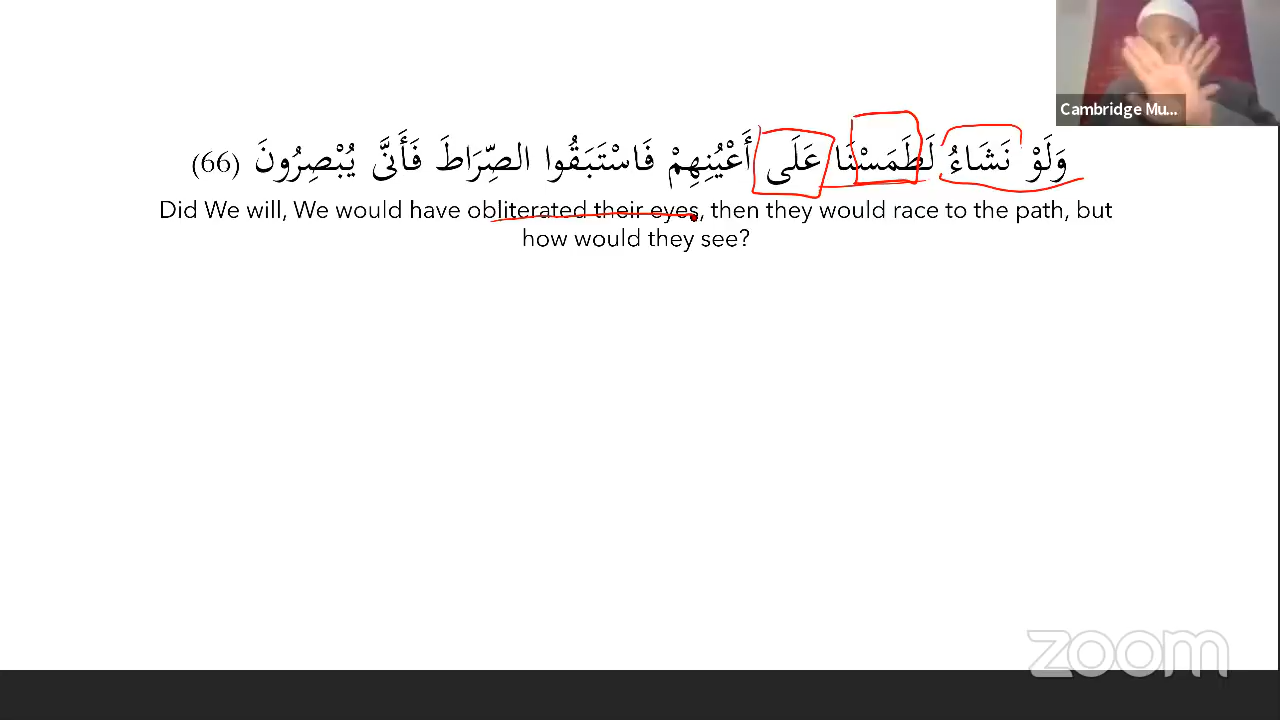 Cambridge Mu...
وَلَوْ نَشَاءُ لَطَمَسْنَا عَلَى أَعْيُنِهِمْ فَاسْتَبَقُوا الصِّرَاطَ فَأَنَّى يُبْصِرُونَ (66)
Did We will, We would have obliterated their eyes, then they would race to the path, but
how would they see?
zoom